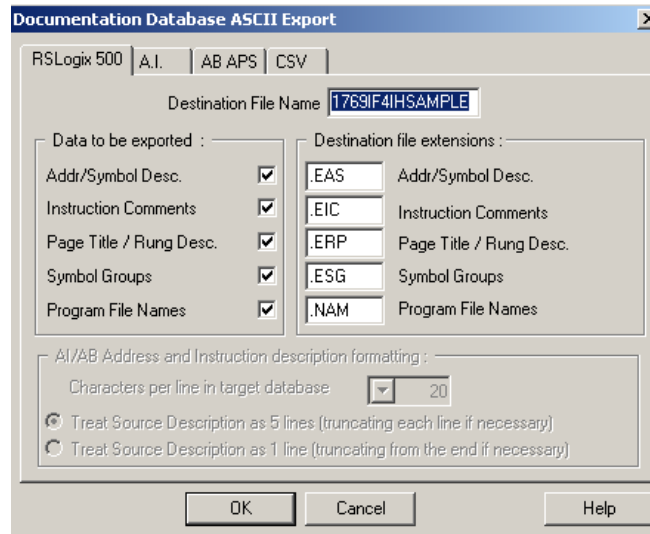 Documentation Database ASCII Export
RSLogix 500 A.I. AB APS CSV
Destination File Name 1769IF4IHSAMPLE
Data to be exported : Destination file extensions :
Addr/Symbol Desc. .EAS Addr/Symbol Desc.
Instruction Comments .EIC Instruction Comments
Page Title / Rung Desc. .ERP Page Title / Rung Desc.
Symbol Groups .ESG Symbol Groups
Program File Names .NAM Program File Names
AI/AB Address and Instruction description formatting :
Characters per line in target database 20
Treat Source Description as 5 lines (truncating each line if necessary)
Treat Source Description as 1 line (truncating from the end if necessary)
OK Cancel Help